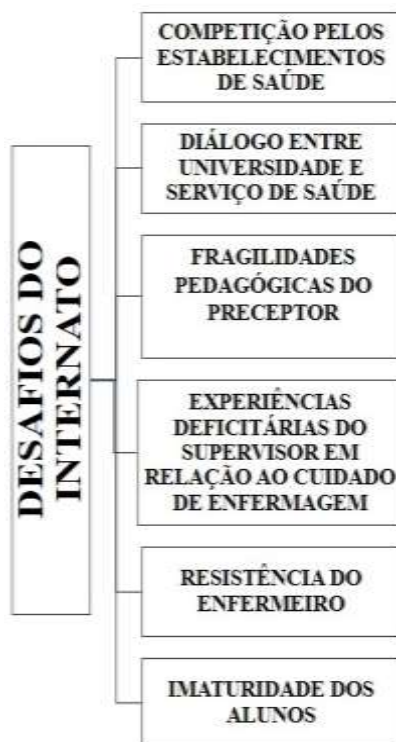 DESAFIOS DO
INTERNATO
COMPETIÇÃO PELOS
ESTABELECIMENTOS
DE SAÚDE
DIÁLOGO ENTRE
UNIVERSIDADE E
SERVIÇO DE SAÚDE
FRAGILIDADES
PEDAGÓGICAS DO
PRECEPTOR
EXPERIÊNCIAS
DEFICITÁRIAS DO
SUPERVISOR EM
RELAÇÃO AO CUIDADO
DE ENFERMAGEM
RESISTÊNCIA DO
ENFERMEIRO
IMATURIDADE DOS
ALUNOS